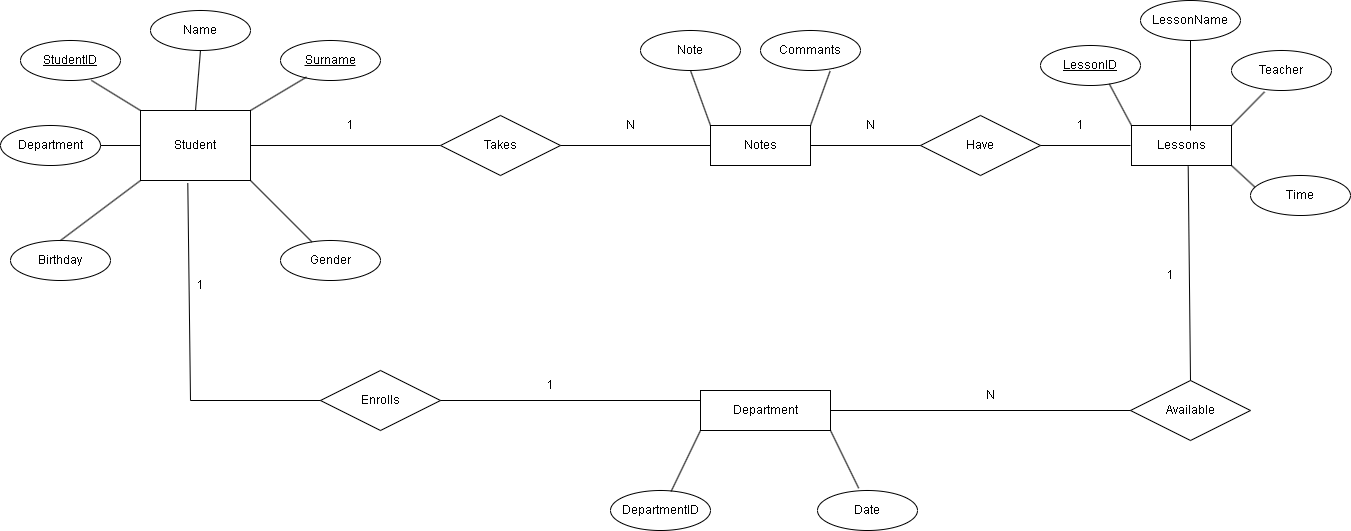 LessonName
Name
Note
Commants
StudentID
Surname
LessonID
Teacher
1
N
N
1
Department
Student
Takes
Notes
Have
Lessons
Time
Birthday
Gender
1
1
1
N
Enrolls
Department
Available
DepartmentID
Date